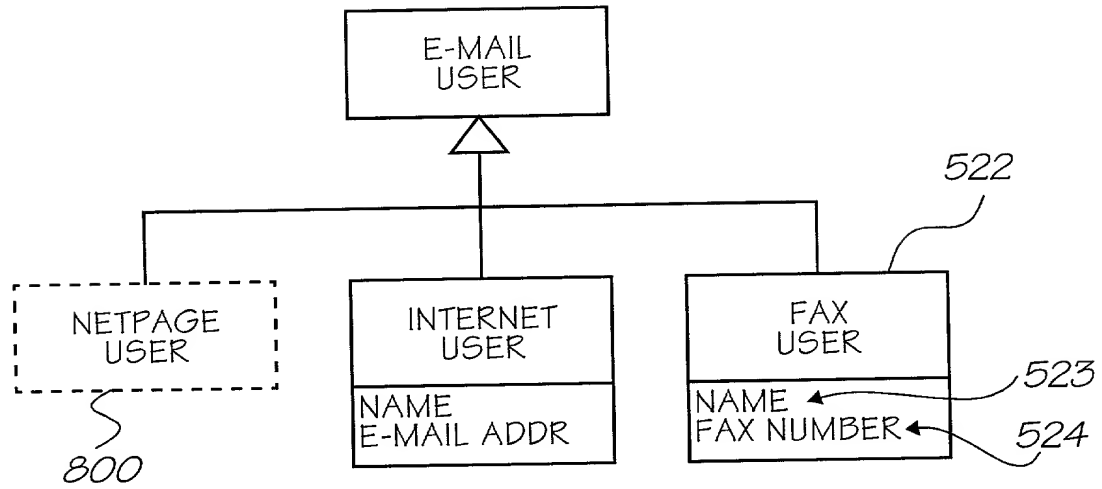 E-MAIL
USER
522
NETPAGE
USER
INTERNET
USER
FAX
USER
NAME
E-MAIL ADDR
NAME
FAX NUMBER
523
524
800